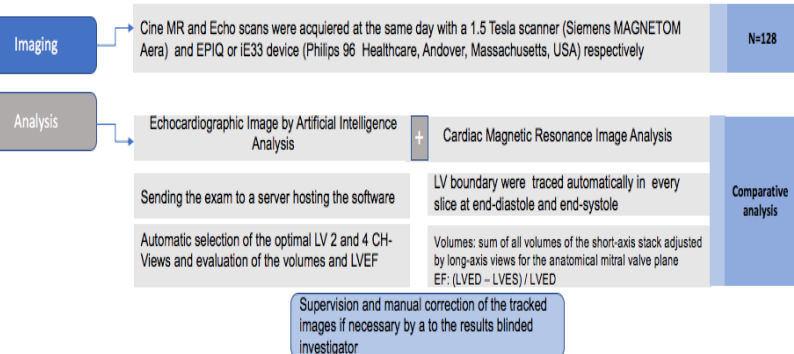 Imaging
Cine MR and Echo scans were acquiered at the same day with a 1.5 Tesla scanner (Siemens MAGNETOM
Aera) and EPIQ or iE33 device (Philips 96 Healthcare, Andover, Massachusetts, USA) respectively
N=128
Analysis
Echocardiographic Image by Artificial Intelligence
Analysis
+
Cardiac Magnetic Resonance Image Analysis
Sending the exam to a server hosting the software
LV boundary were traced automatically in every
slice at end-diastole and end-systole
Automatic selection of the optimal LV 2 and 4 CH-
Views and evaluation of the volumes and LVEF
Volumes: sum of all volumes of the short-axis stack adjusted
by long-axis views for the anatomical mitral valve plane
EF: (LVED – LVES) / LVED
Comparative
analysis
Supervision and manual correction of the tracked
images if necessary by a to the results blinded
investigator